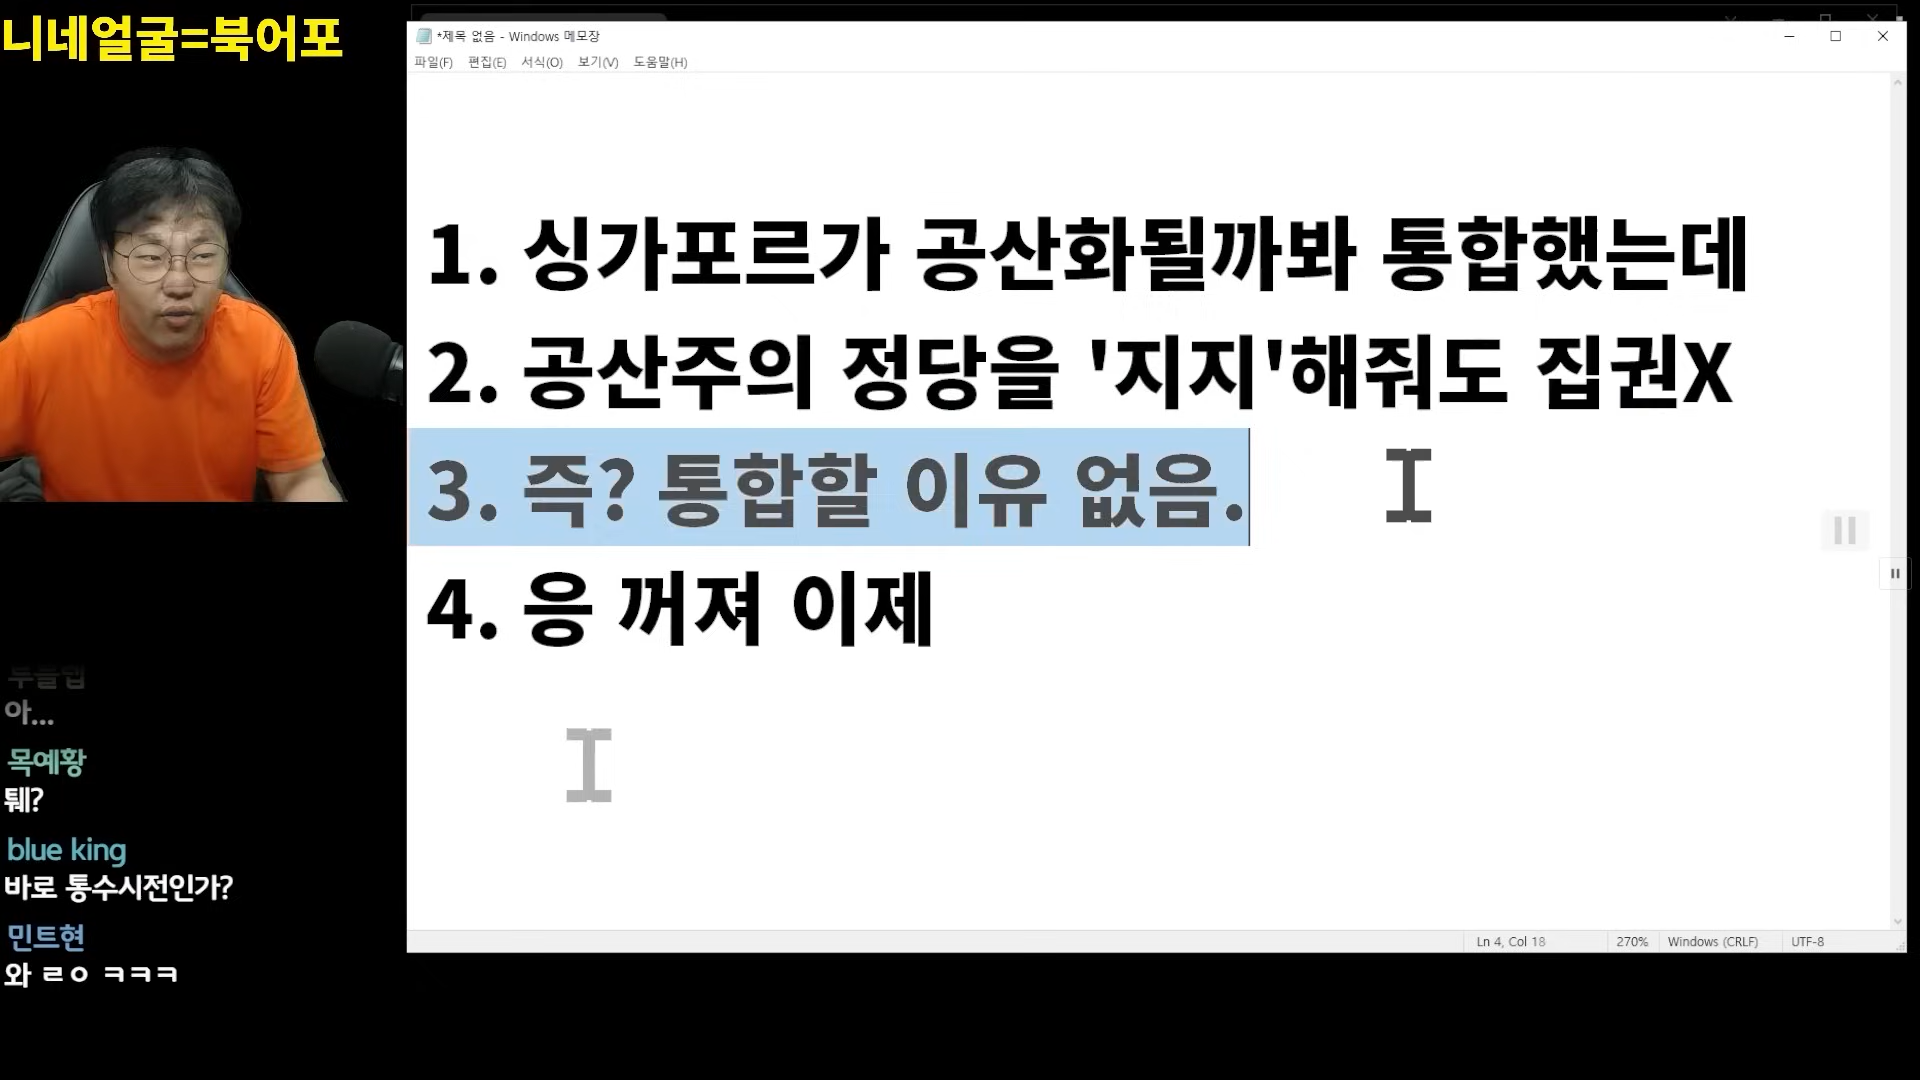 니네얼굴=북어포
*제목 없음 - Windows 메모장
파일(F) 편집(E) 서식(O) 보기(V) 도움말(H)
1. 싱가포르가 공산화될까봐 통합했는데
2. 공산주의 정당을 '지지'해줘도 집권X
3. 즉? 통합할 이유 없음.
4. 응 꺼져 이제
아...
목예황
퉤?
blue king
바로 통수시전인가?
민트현
와 ㄹㅇ ㅋㅋㅋ
Ln 4, Col 18 270% Windows (CRLF) UTF-8